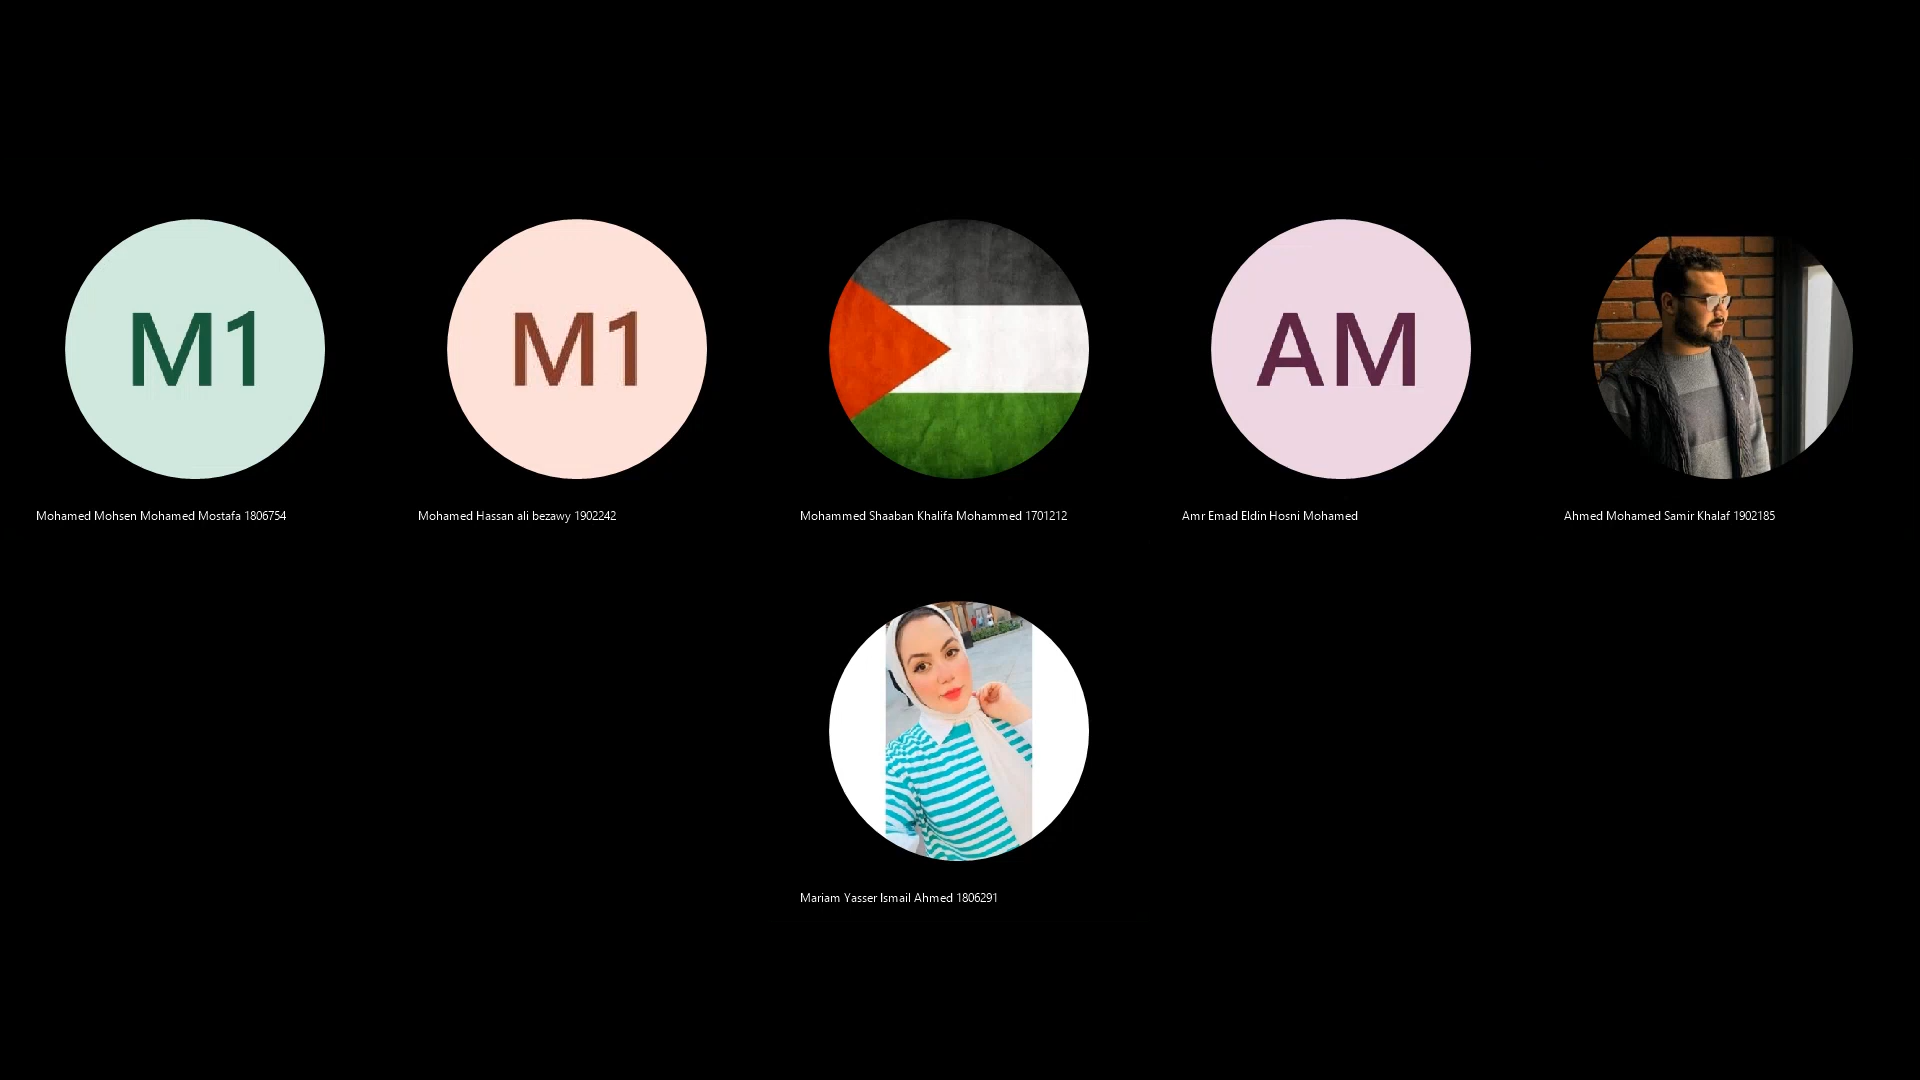 M1
M1
AM
Mohamed Mohsen Mohamed Mostafa 1806754
Mohamed Hassan ali bezawy 1902242
Mohammed Shaaban Khalifa Mohammed 1701212
Amr Emad Eldin Hosni Mohamed
Ahmed Mohamed Samir Khalaf 1902185
Mariam Yasser Ismail Ahmed 1806291